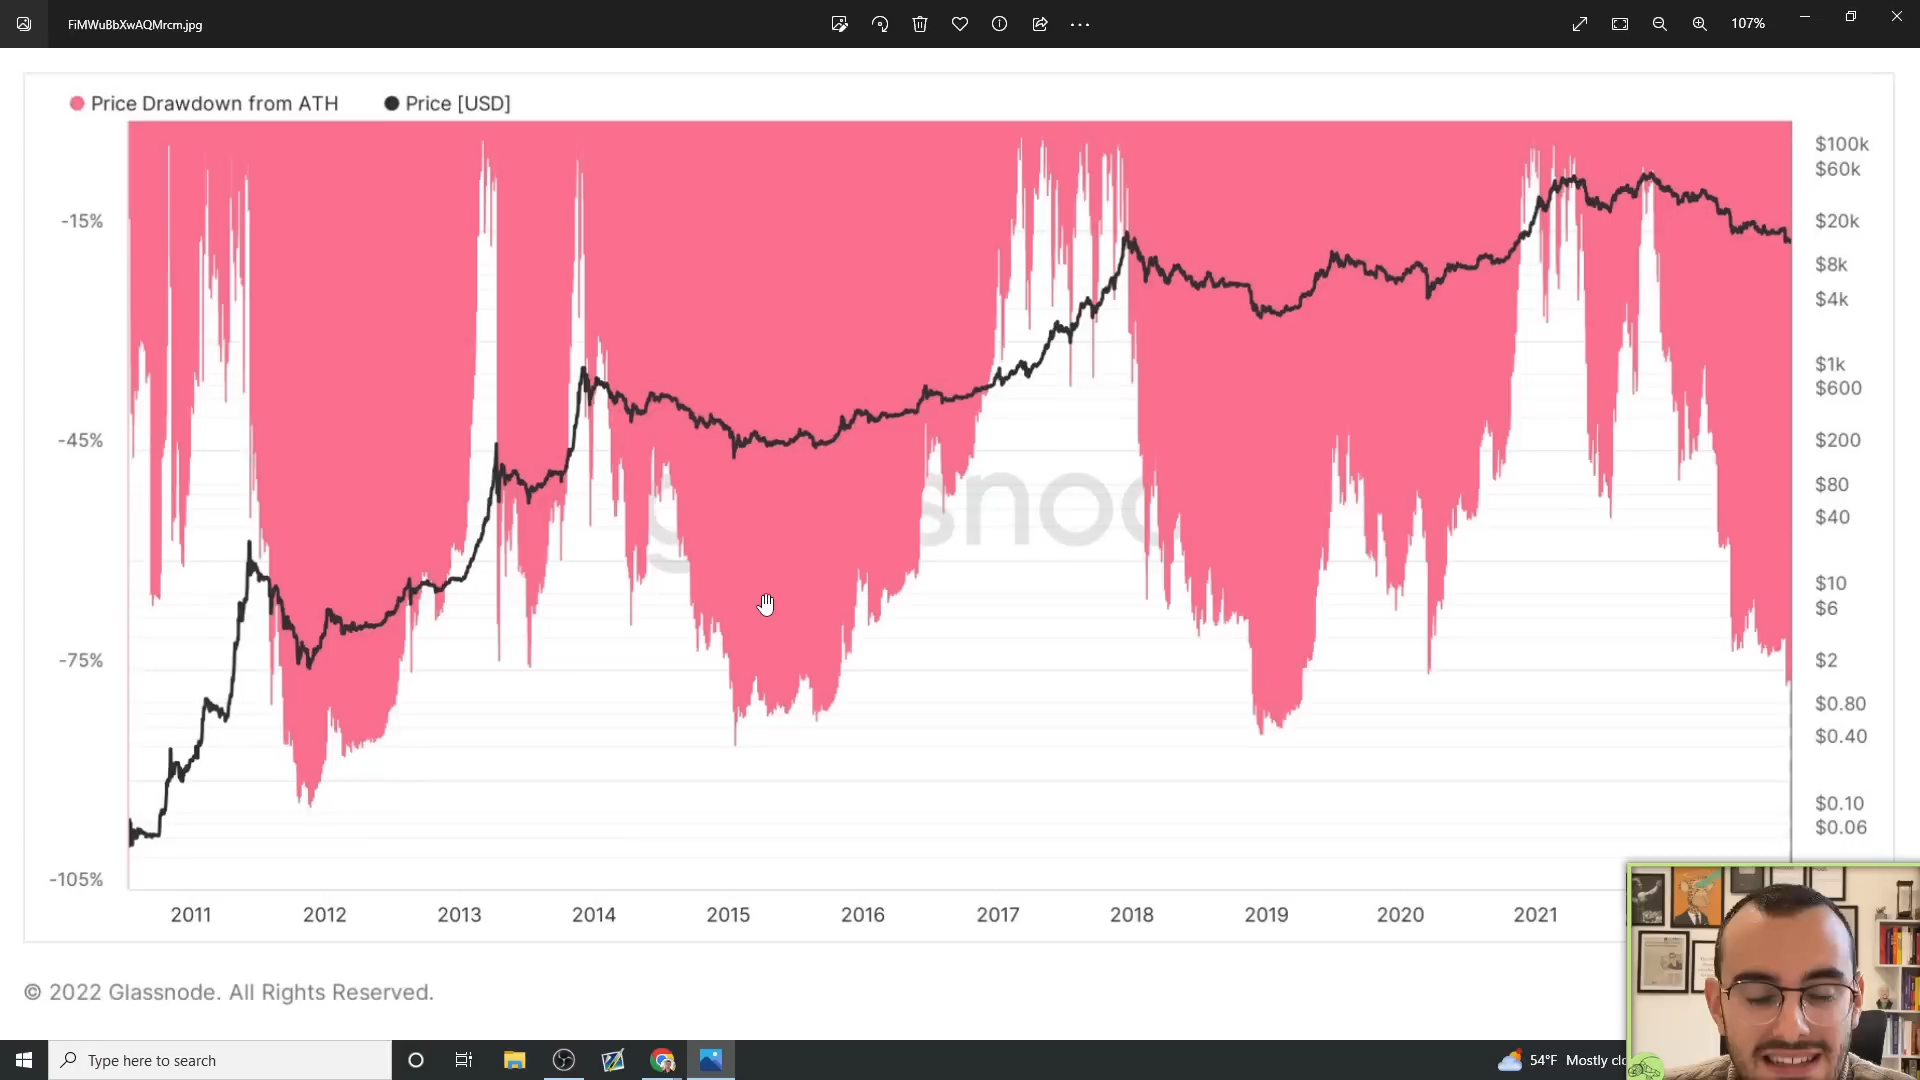 FiMWuBbXwAQMrcm.jpg
107%
Price Drawdown from ATH
Price [USD]
-15%
-45%
-75%
-105%
$100k
$60k
$20k
$8k
$4k
$1k
$600
$200
$80
$40
$10
$6
$2
$0.80
$0.40
$0.10
$0.06
2011 2012 2013 2014 2015 2016 2017 2018 2019 2020 2021
© 2022 Glassnode. All Rights Reserved.
Type here to search
54°F Mostly